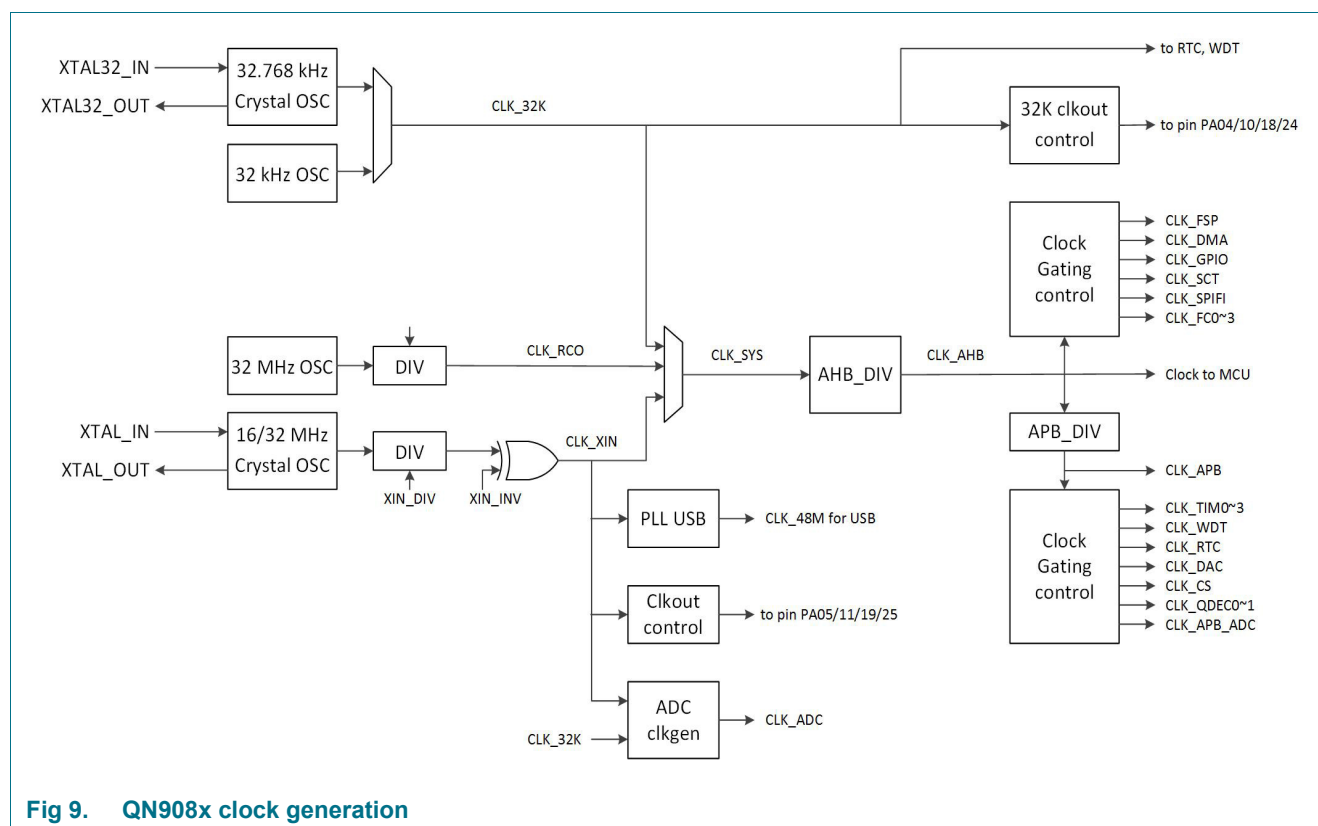 XTAL32_IN
XTAL32_OUT
32.768 kHz
Crystal OSC
32 kHz OSC
CLK_32K
to RTC, WDT
32K clkout
control
to pin PA04/10/18/24
Clock
Gating
control
CLK_FSP
CLK_DMA
CLK_GPIO
CLK_SCT
CLK_SPIFI
CLK_FC0~3
32 MHz OSC
DIV
CLK_RCO
CLK_SYS
AHB_DIV
CLK_AHB
Clock to MCU
XTAL_IN
XTAL_OUT
16/32 MHz
Crystal OSC
DIV
XIN_DIV
XIN_INV
CLK_XIN
APB_DIV
CLK_APB
PLL USB
CLK_48M for USB
Clkout
control
to pin PA05/11/19/25
ADC
clkgen
CLK_32K
CLK_ADC
Clock
Gating
control
CLK_TIM0~3
CLK_WDT
CLK_RTC
CLK_DAC
CLK_CS
CLK_QDEC0~1
CLK_APB_ADC
Fig 9. QN908x clock generation